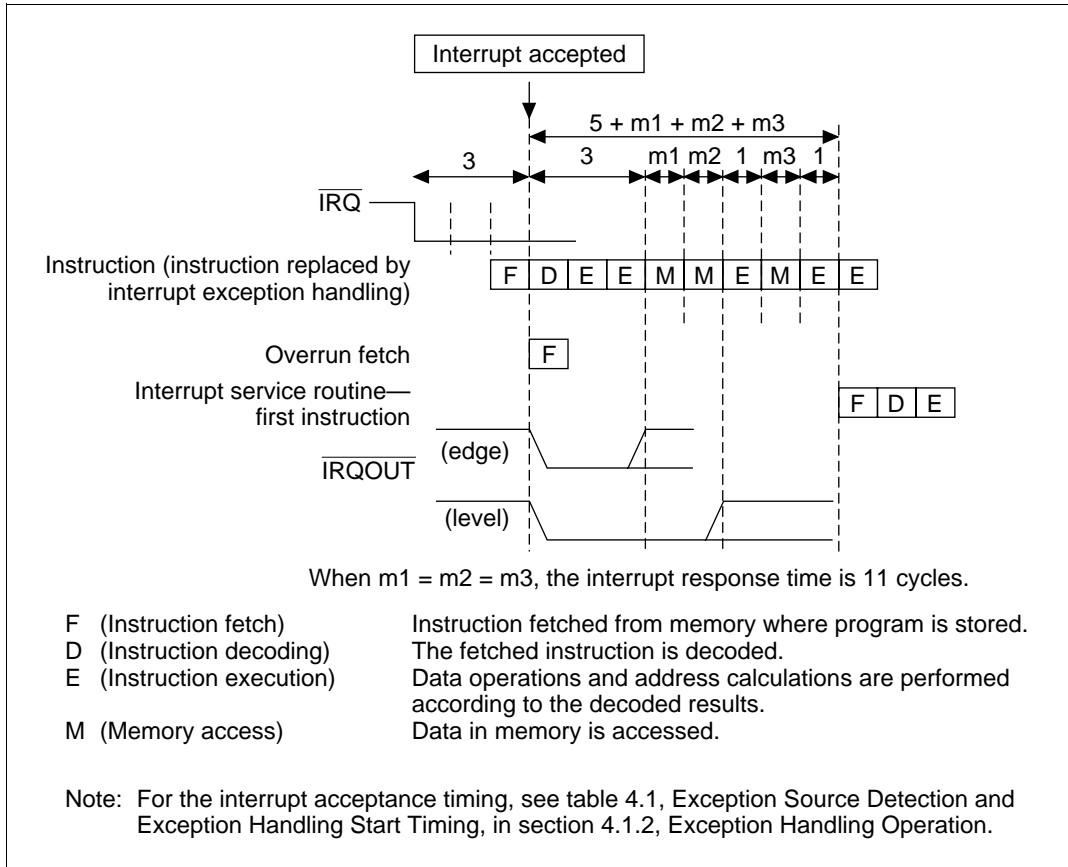 Interrupt accepted
5 + m1 + m2 + m3
3 3 m1 m2 1 m3 1
IRQ
Instruction (instruction replaced by
interrupt exception handling)
F D E E M M E M E E
Overrun fetch
F
Interrupt service routine—
first instruction
F D E
(edge)
IRQOUT
(level)
When m1 = m2 = m3, the interrupt response time is 11 cycles.
F (Instruction fetch) Instruction fetched from memory where program is stored.
D (Instruction decoding) The fetched instruction is decoded.
E (Instruction execution) Data operations and address calculations are performed
according to the decoded results.
M (Memory access) Data in memory is accessed.
Note: For the interrupt acceptance timing, see table 4.1, Exception Source Detection and
Exception Handling Start Timing, in section 4.1.2, Exception Handling Operation.